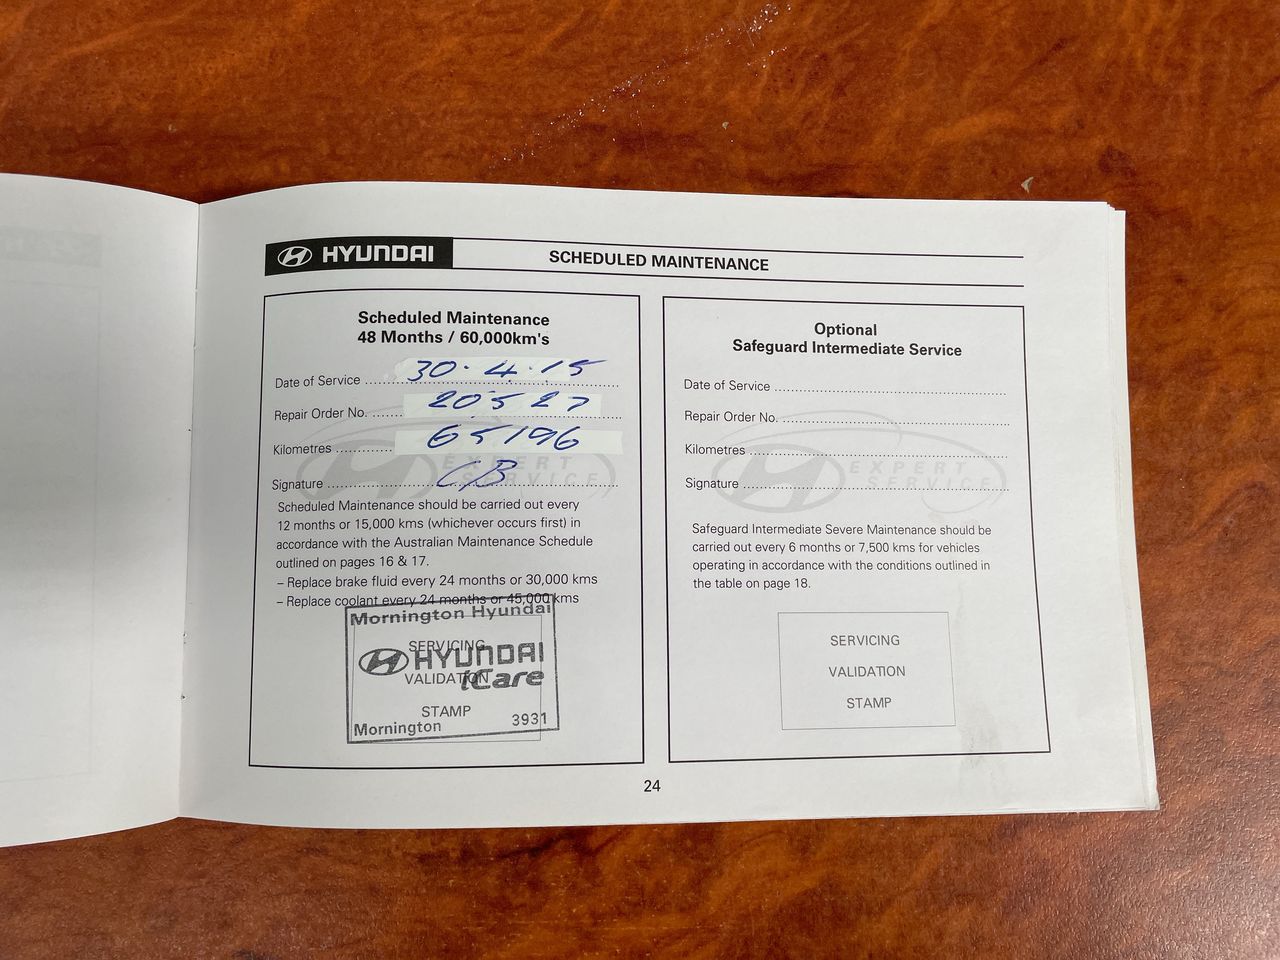 HYUNDAI
SCHEDULED MAINTENANCE
Scheduled Maintenance
48 Months / 60,000km's
Date of Service 30.4.15
Repair Order No. 20527
Kilometres 65196
Signature CB
EXPERT
SERVICE
Scheduled Maintenance should be carried out every
12 months or 15,000 kms (whichever occurs first) in
accordance with the Australian Maintenance Schedule
outlined on pages 16 & 17.
– Replace brake fluid every 24 months or 30,000 kms
– Replace coolant every 24 months or 45,000 kms
Mornington Hyundai
SERVICING
HYUNDAI
VALIDATION
iCare
STAMP
Mornington 3931
Optional
Safeguard Intermediate Service
Date of Service
Repair Order No.
Kilometres
Signature
EXPERT
SERVICE
Safeguard Intermediate Severe Maintenance should be
carried out every 6 months or 7,500 kms for vehicles
operating in accordance with the conditions outlined in
the table on page 18.
SERVICING
VALIDATION
STAMP
24